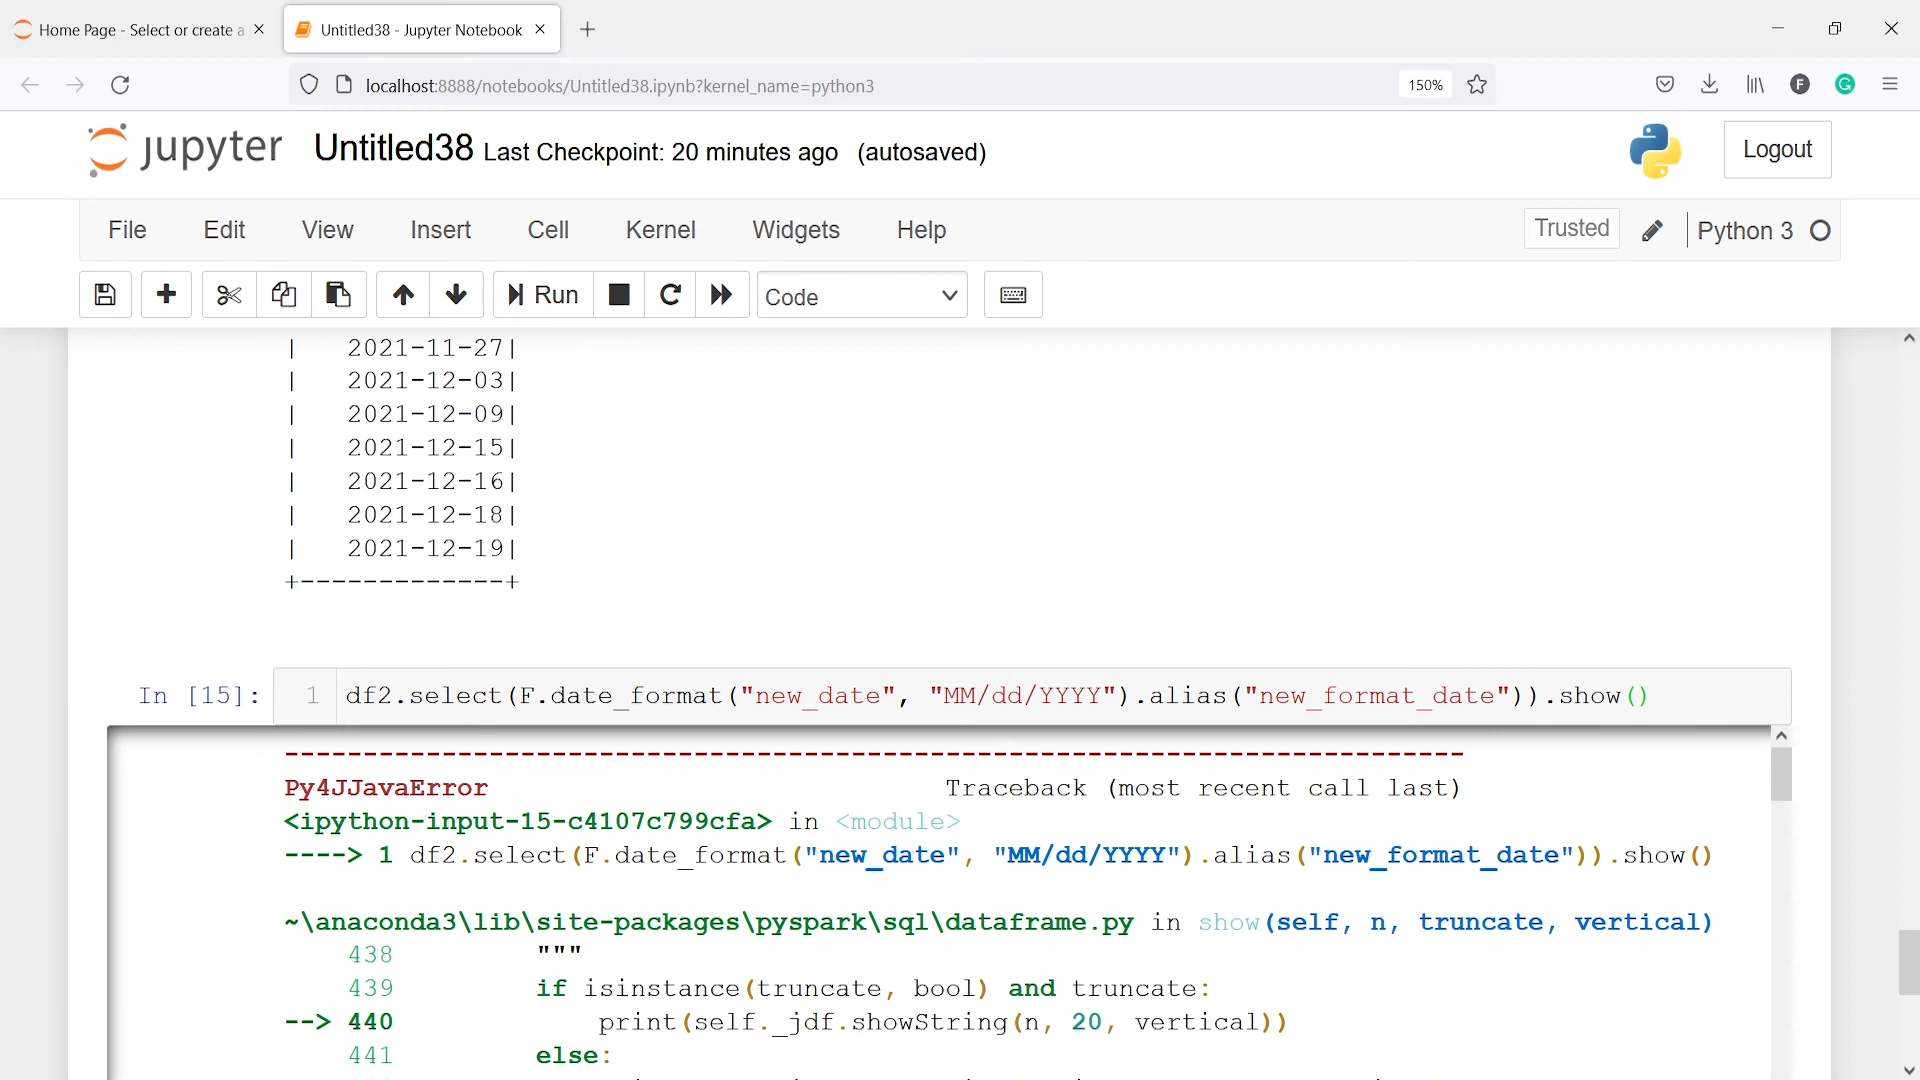 Home Page - Select or create a
Untitled38 - Jupyter Notebook
localhost:8888/notebooks/Untitled38.ipynb?kernel_name=python3
150%
F
G
jupyter
Untitled38 Last Checkpoint: 20 minutes ago (autosaved)
Logout
File Edit View Insert Cell Kernel Widgets Help
Trusted
Python 3
Run
Code
|   2021-11-27|
|   2021-12-03|
|   2021-12-09|
|   2021-12-15|
|   2021-12-16|
|   2021-12-18|
|   2021-12-19|
+-------------+
In [15]: 1 df2.select(F.date_format("new_date", "MM/dd/YYYY").alias("new_format_date")).show()
---------------------------------------------------------------------------
Py4JJavaError                             Traceback (most recent call last)
<ipython-input-15-c4107c799cfa> in <module>
----> 1 df2.select(F.date_format("new_date", "MM/dd/YYYY").alias("new_format_date")).show()
~\anaconda3\lib\site-packages\pyspark\sql\dataframe.py in show(self, n, truncate, vertical)
    438         """
    439         if isinstance(truncate, bool) and truncate:
--> 440             print(self._jdf.showString(n, 20, vertical))
    441         else: